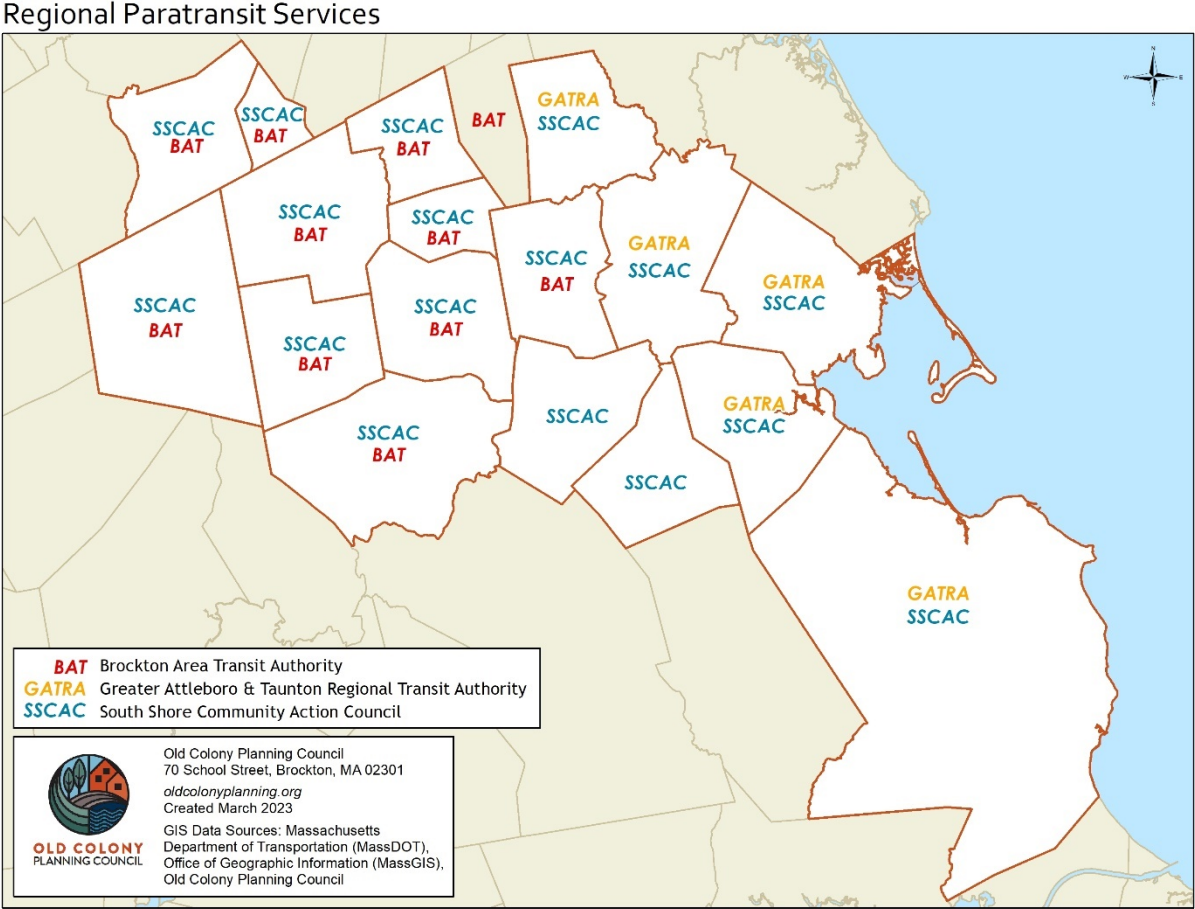 Regional Paratransit Services
N
W
E
S
SSCAC
BAT
SSCAC
BAT
SSCAC
BAT
BAT
GATRA
SSCAC
SSCAC
BAT
SSCAC
BAT
SSCAC
BAT
GATRA
SSCAC
GATRA
SSCAC
SSCAC
BAT
SSCAC
BAT
SSCAC
BAT
SSCAC
BAT
SSCAC
GATRA
SSCAC
SSCAC
GATRA
SSCAC
BAT Brockton Area Transit Authority
GATRA Greater Attleboro & Taunton Regional Transit Authority
SSCAC South Shore Community Action Council
OLD COLONY
PLANNING COUNCIL
Old Colony Planning Council
70 School Street, Brockton, MA 02301
oldcolonyplanning.org
Created March 2023
GIS Data Sources: Massachusetts
Department of Transportation (MassDOT),
Office of Geographic Information (MassGIS),
Old Colony Planning Council